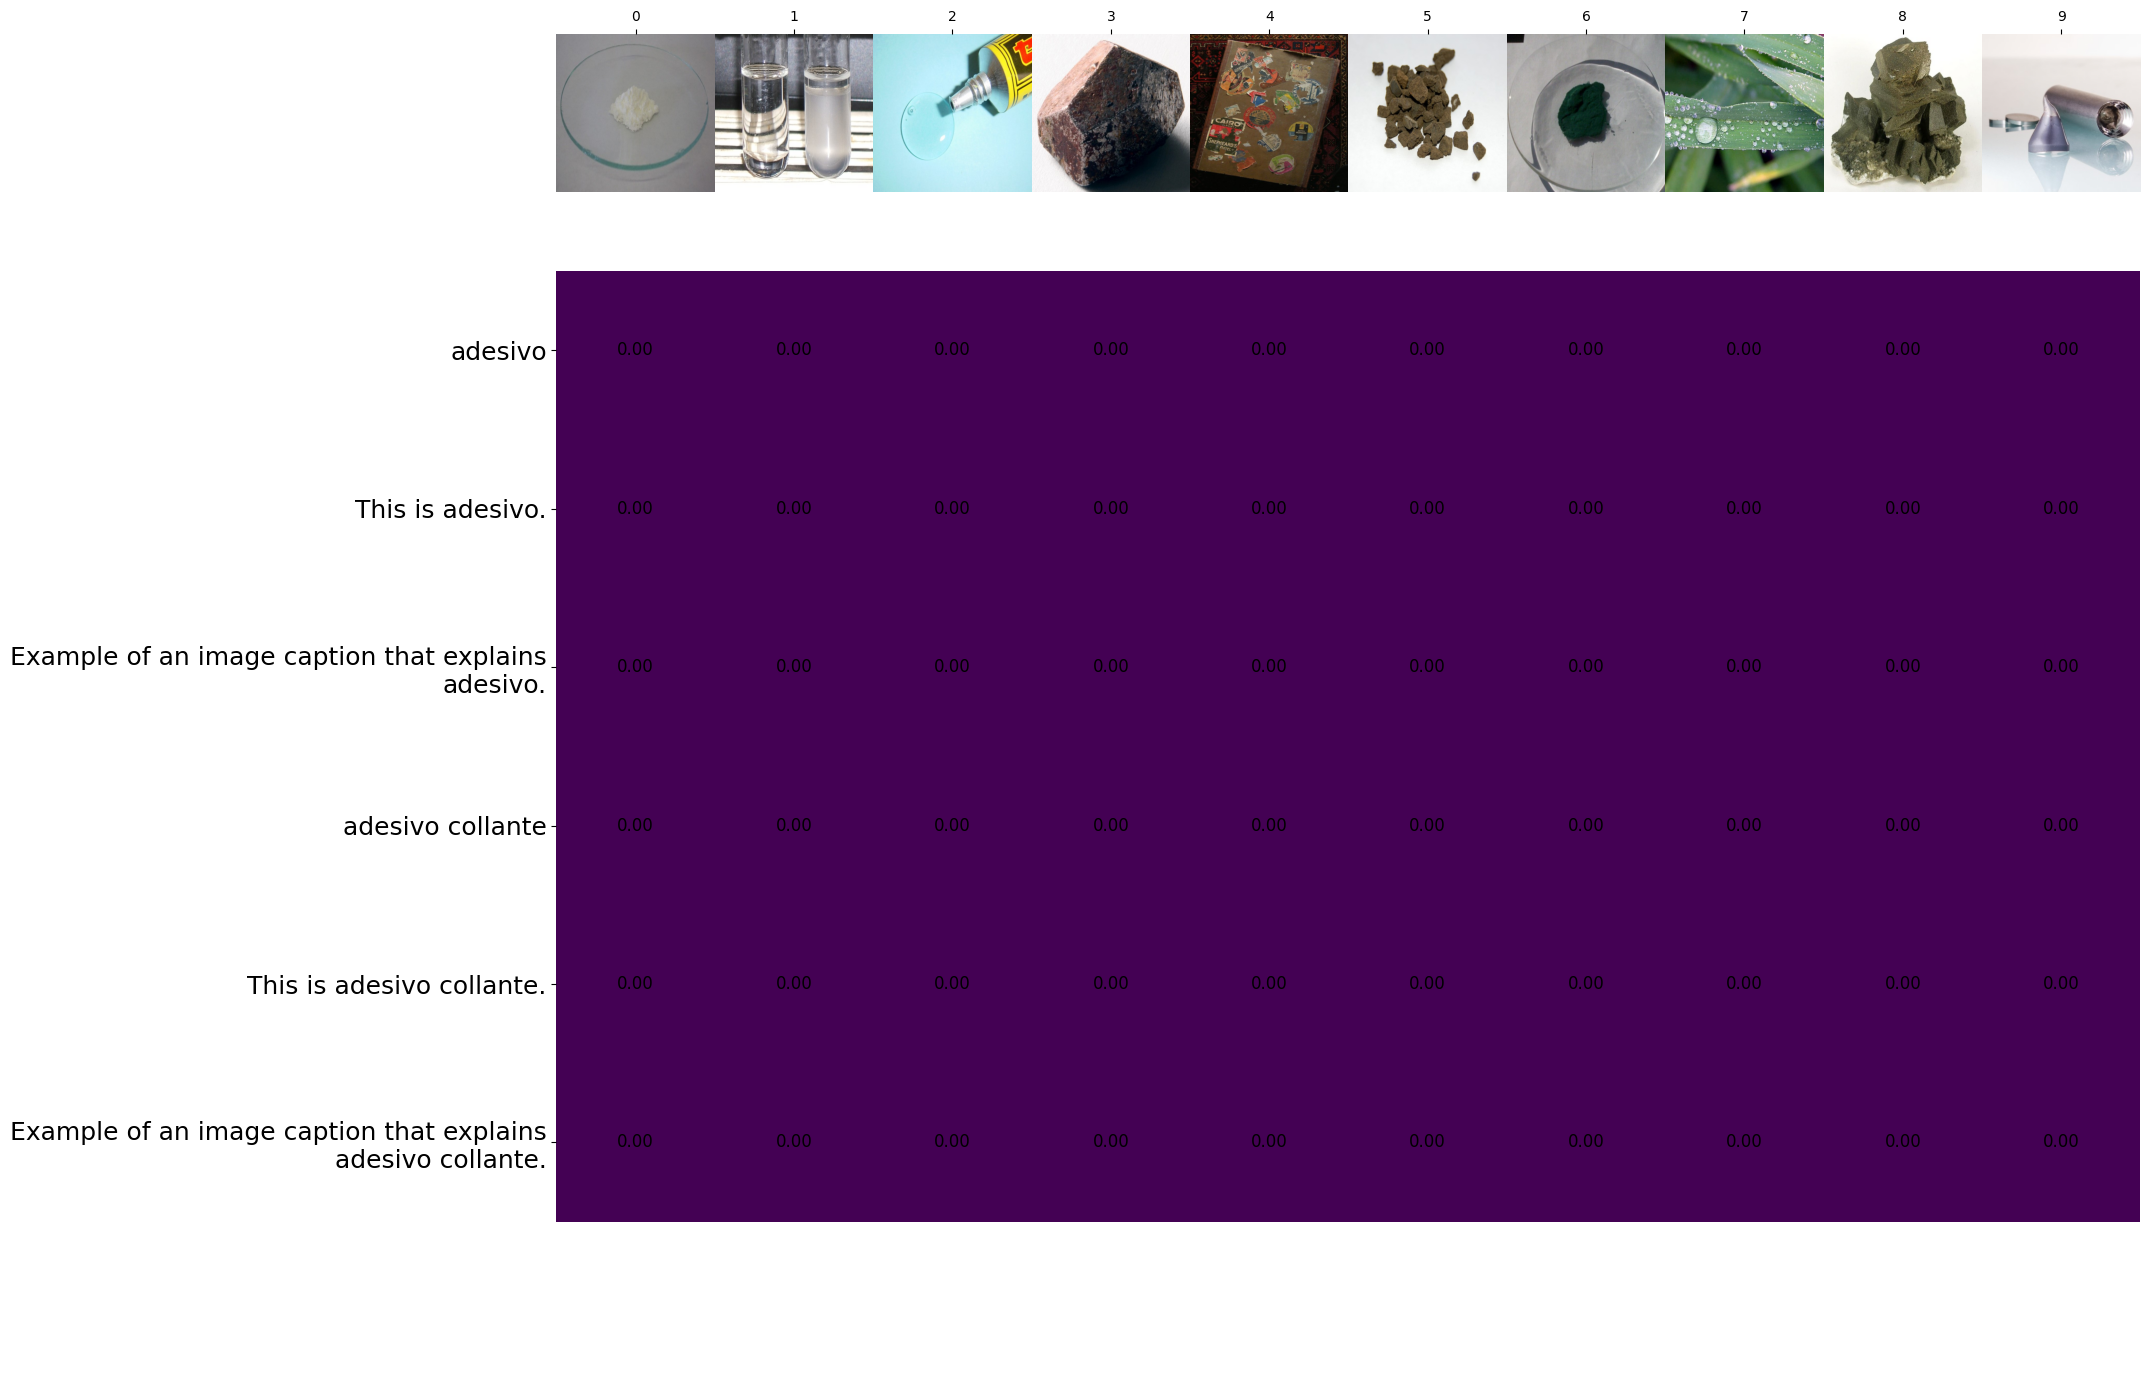 0 1 2 3 4 5 6 7 8 9
CAIRO
adesivo 0.00 0.00 0.00 0.00 0.00 0.00 0.00 0.00 0.00 0.00
This is adesivo. 0.00 0.00 0.00 0.00 0.00 0.00 0.00 0.00 0.00 0.00
Example of an image caption that explains
adesivo. 0.00 0.00 0.00 0.00 0.00 0.00 0.00 0.00 0.00 0.00
adesivo collante 0.00 0.00 0.00 0.00 0.00 0.00 0.00 0.00 0.00 0.00
This is adesivo collante. 0.00 0.00 0.00 0.00 0.00 0.00 0.00 0.00 0.00 0.00
Example of an image caption that explains
adesivo collante. 0.00 0.00 0.00 0.00 0.00 0.00 0.00 0.00 0.00 0.00